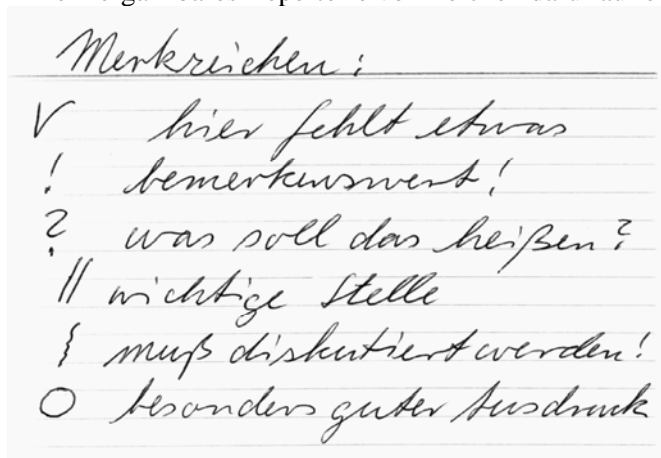 Merkzeichen:
V hier fehlt etwas
! bemerkenswert!
? was soll das heißen?
|| wichtige Stelle
{ muß diskutiert werden!
O besonders guter Ausdruck